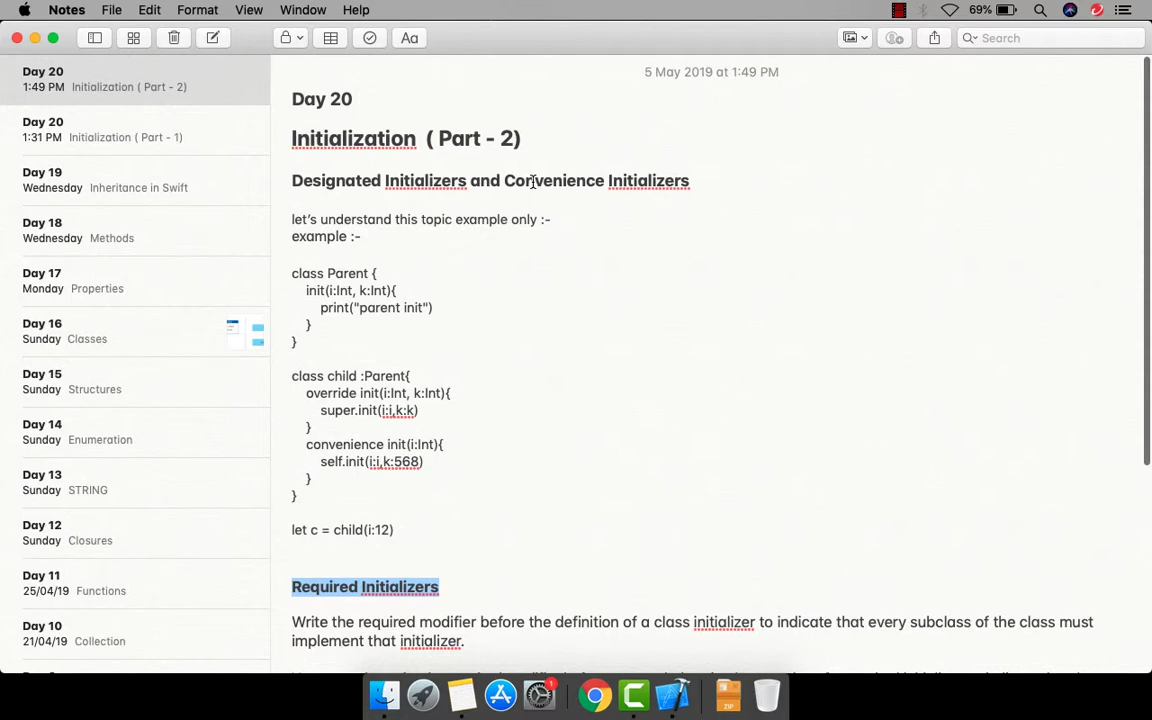 Notes File Edit Format View Window Help 69%
Aa Search
Day 20
1:49 PM Initialization ( Part - 2)
Day 20
1:31 PM Initialization ( Part - 1)
Day 19
Wednesday Inheritance in Swift
Day 18
Wednesday Methods
Day 17
Monday Properties
Day 16
Sunday Classes
Day 15
Sunday Structures
Day 14
Sunday Enumeration
Day 13
Sunday STRING
Day 12
Sunday Closures
Day 11
25/04/19 Functions
Day 10
21/04/19 Collection
5 May 2019 at 1:49 PM
Day 20
Initialization ( Part - 2)
Designated Initializers and Convenience Initializers
let's understand this topic example only :-
example :-
class Parent {
init(i:Int, k:Int){
print("parent init")
}
}
class child :Parent{
override init(i:Int, k:Int){
super.init(i:i,k:k)
}
convenience init(i:Int){
self.init(i:i,k:568)
}
}
let c = child(i:12)
Required Initializers
Write the required modifier before the definition of a class initializer to indicate that every subclass of the class must
implement that initializer.
1
ZIP